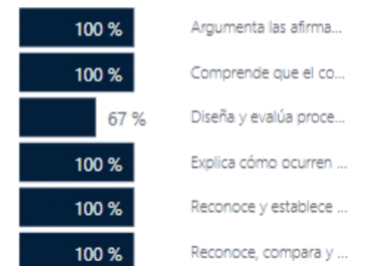 100 % Argumenta las afirma...
100 % Comprende que el co...
67 % Diseña y evalúa proce...
100 % Explica cómo ocurren ...
100 % Reconoce y establece ...
100 % Reconoce, compara y ...